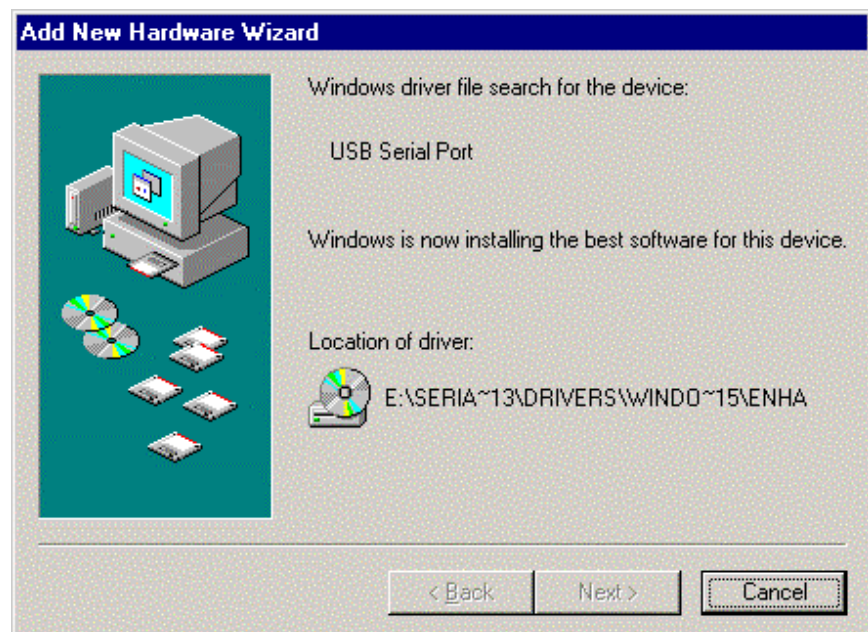 Add New Hardware Wizard
Windows driver file search for the device:
USB Serial Port
Windows is now installing the best software for this device.
Location of driver:
E:\SERIA~13\DRIVERS\WINDO~15\ENHA
< Back
Next >
Cancel